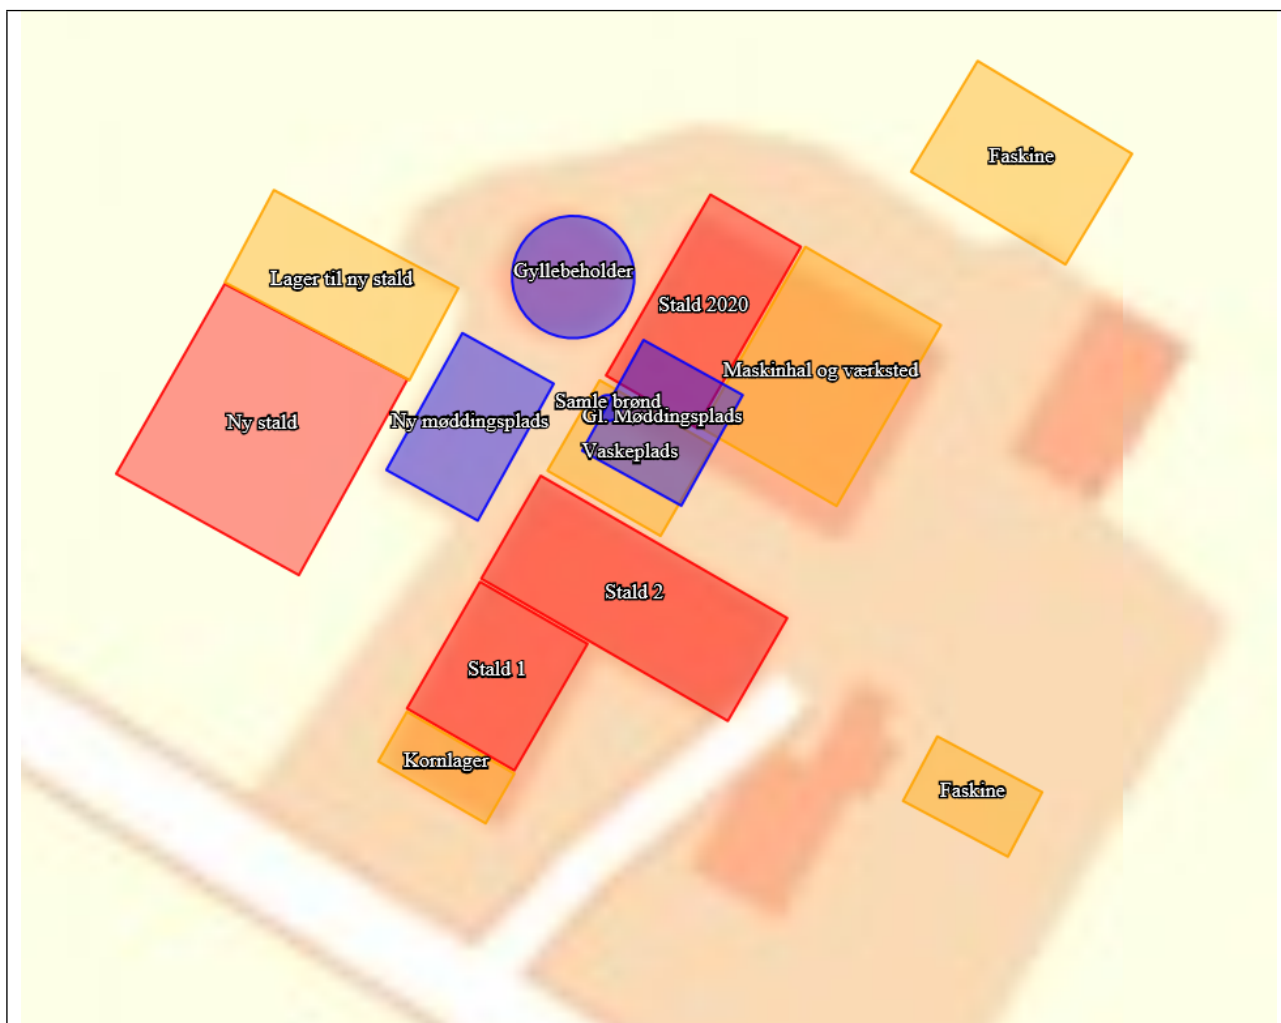 Faskine
Gyllebeholder
Lager til ny stald
Stald 2020
Maskinhal og værksted
Samle brønd
Gl. Møddingsplads
Ny stald
Ny møddingsplads
Vaskeplads
Stald 2
Stald 1
Kornlager
Faskine